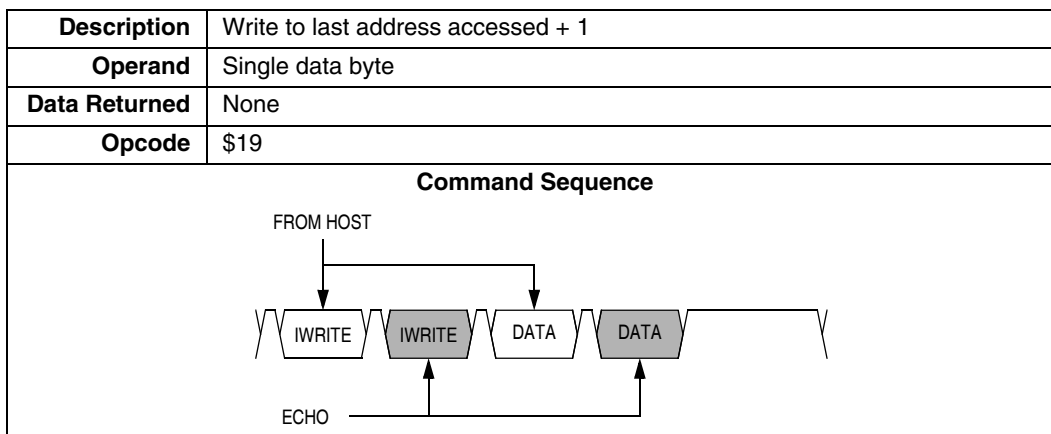 Description Write to last address accessed + 1
Operand Single data byte
Data Returned None
Opcode $19
Command Sequence
FROM HOST
IWRITE IWRITE DATA DATA
ECHO